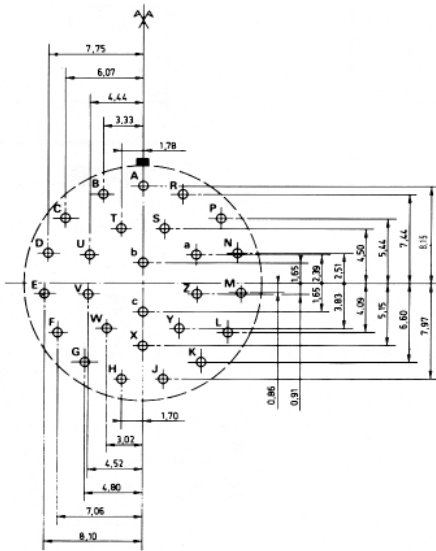 A A
7,75
6,07
4,44
3,33
1,78
A
B R
C P
T S
D U b a N
E V Z M
c
F W Y L
X
G K
H J
1,65
2,39
2,51
4,50
5,44
7,44
8,15
0,86
0,91
1,65
3,83
4,09
5,15
6,60
7,97
1,70
3,02
4,52
4,80
7,06
8,10